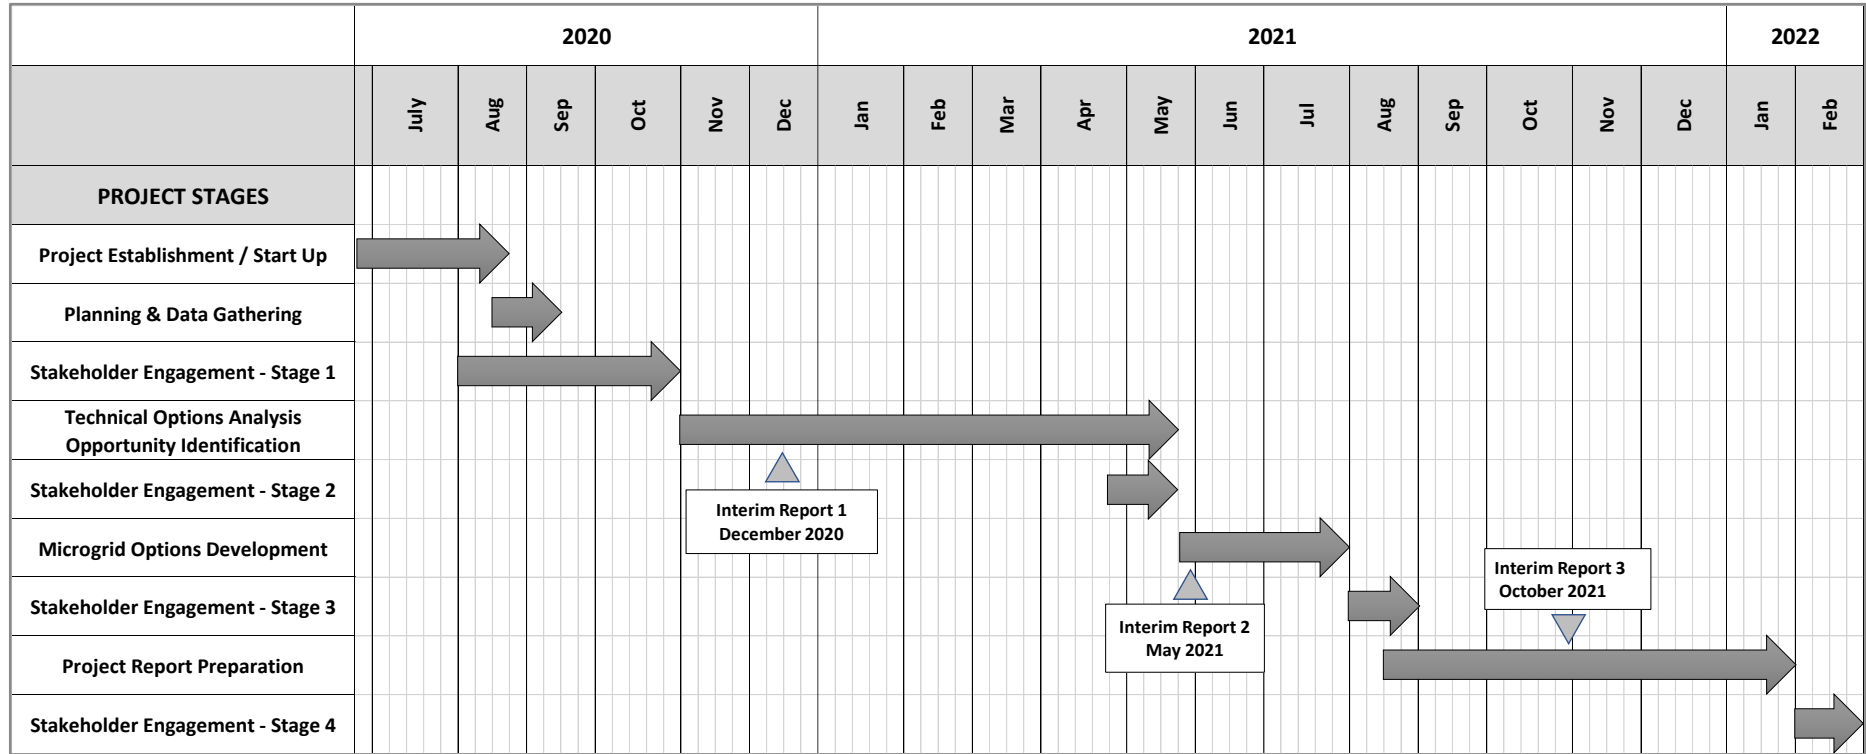 2020 2021 2022
July Aug Sep Oct Nov Dec Jan Feb Mar Apr May Jun Jul Aug Sep Oct Nov Dec Jan Feb
PROJECT STAGES
Project Establishment / Start Up
Planning & Data Gathering
Stakeholder Engagement - Stage 1
Technical Options Analysis
Opportunity Identification
Stakeholder Engagement - Stage 2
Interim Report 1
December 2020
Microgrid Options Development
Interim Report 3
October 2021
Stakeholder Engagement - Stage 3
Interim Report 2
May 2021
Project Report Preparation
Stakeholder Engagement - Stage 4